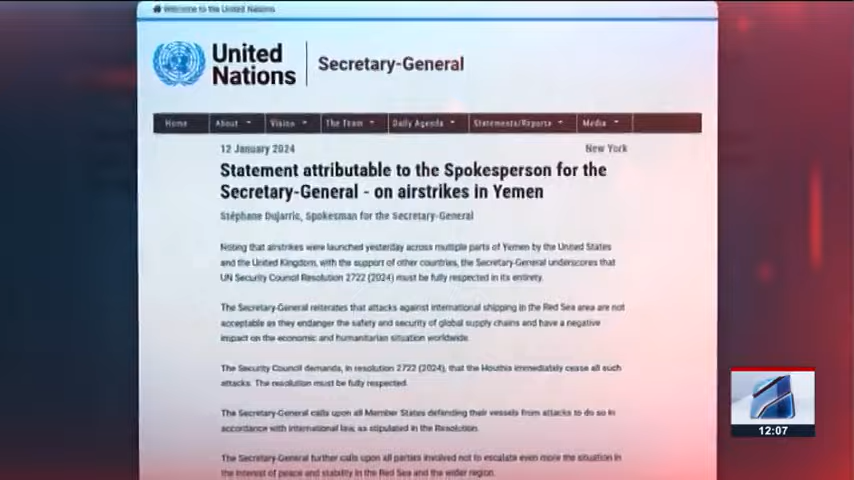 Welcome to the United Nations
United
Nations
Secretary-General
Home About Vision The Team Daily Agenda Statements/Reports Media
12 January 2024 New York
Statement attributable to the Spokesperson for the
Secretary-General - on airstrikes in Yemen
Stéphane Dujarric, Spokesman for the Secretary-General
Noting that airstrikes were launched yesterday across multiple parts of Yemen by the United States
and the United Kingdom, with the support of other countries, the Secretary-General underscores that
UN Security Council Resolution 2722 (2024) must be fully respected in its entirety.
The Secretary-General reiterates that attacks against international shipping in the Red Sea area are not
acceptable as they endanger the safety and security of global supply chains and have a negative
impact on the economic and humanitarian situation worldwide.
The Security Council demands, in resolution 2722 (2024), that the Houthis immediately cease all such
attacks. The resolution must be fully respected.
The Secretary-General calls upon all Member States defending their vessels from attacks to do so in
accordance with international law, as stipulated in the Resolution.
The Secretary-General further calls upon all parties involved not to escalate even more the situation in
the interest of peace and stability in the Red Sea and the wider region.
12:07